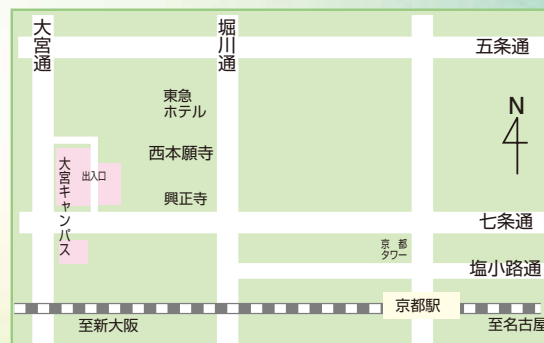 大宮通
堀川通
五条通
東急
ホテル
N
西本願寺
大宮キャンパス
出入口
興正寺
七条通
京都
タワー
塩小路通
京都駅
至新大阪
至名古屋